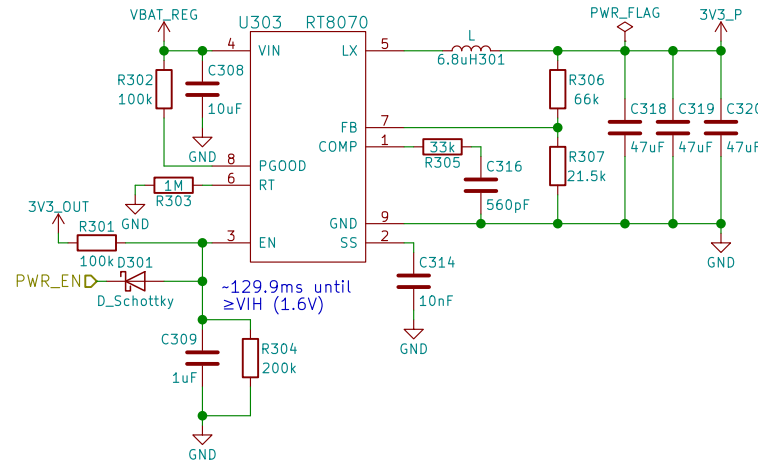 VBAT_REG
U303 RT8070
PWR_FLAG
3V3_P
4 VIN
LX 5
L
6.8uH301
R302
100k
C308
10uF
GND
R306
66k
FB 7
COMP 1
33k
R305
C318
47uF
C319
47uF
C320
47uF
8 PGOOD
6 RT
1M
R303
GND
C316
560pF
R307
21.5k
3V3_OUT
R301
100k
GND 9
3 EN
SS 2
GND
D301
PWR_EN
D_Schottky
C314
10nF
~129.9ms until
≥VIH (1.6V)
GND
C309
1uF
R304
200k
GND